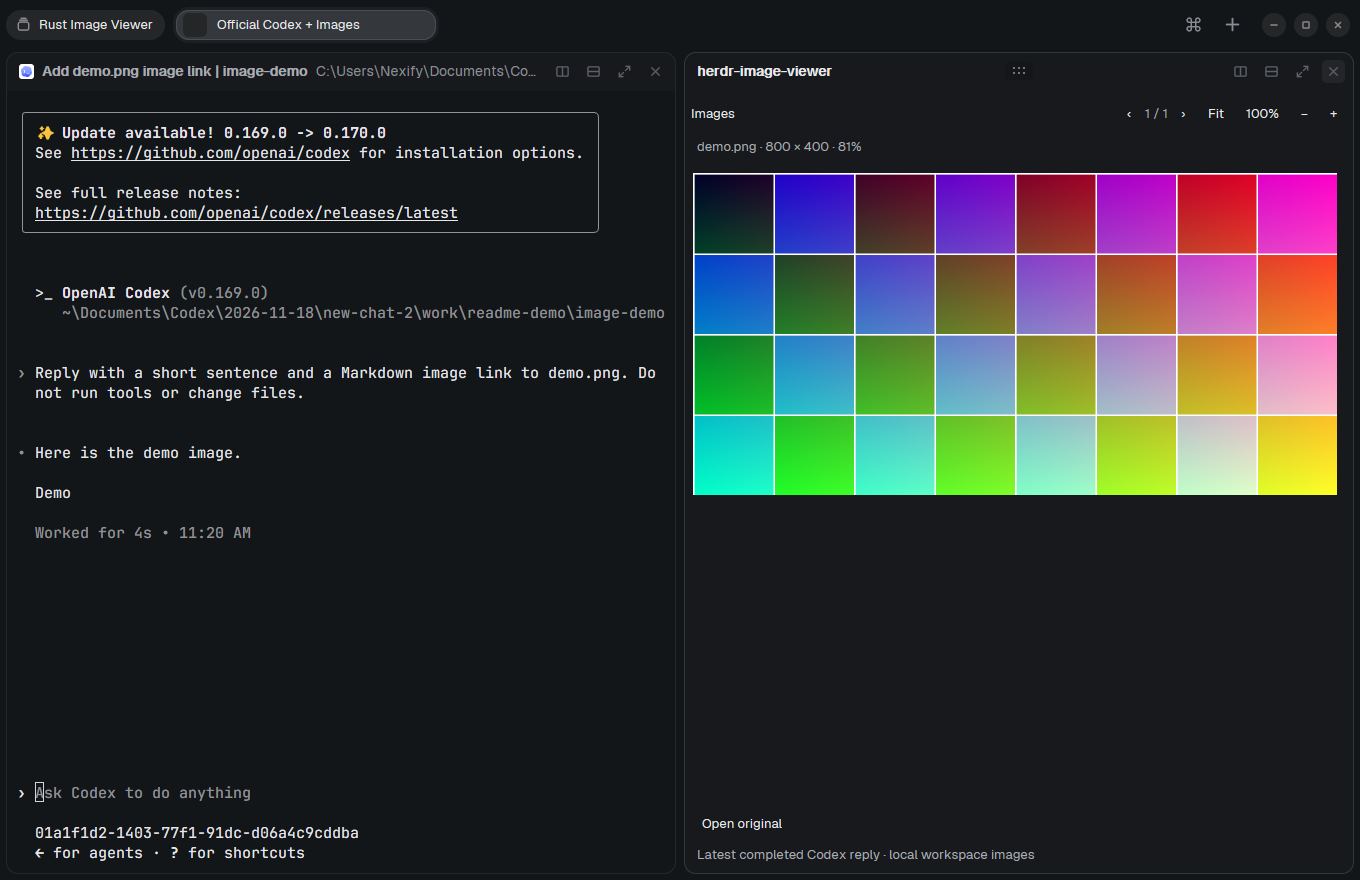 Rust Image Viewer
Official Codex + Images
Add demo.png image link | image-demo C:\Users\Nexify\Documents\Co...
✨ Update available! 0.169.0 -> 0.170.0
See https://github.com/openai/codex for installation options.
See full release notes:
https://github.com/openai/codex/releases/latest
>_ OpenAI Codex (v0.169.0)
~\Documents\Codex\2026-11-18\new-chat-2\work\readme-demo\image-demo
› Reply with a short sentence and a Markdown image link to demo.png. Do
not run tools or change files.
• Here is the demo image.
Demo
Worked for 4s • 11:20 AM
› Ask Codex to do anything
01a1f1d2-1403-77f1-91dc-d06a4c9cddba
← for agents · ? for shortcuts
herdr-image-viewer
Images
‹ 1 / 1 › Fit 100% − +
demo.png · 800 × 400 · 81%
Open original
Latest completed Codex reply · local workspace images